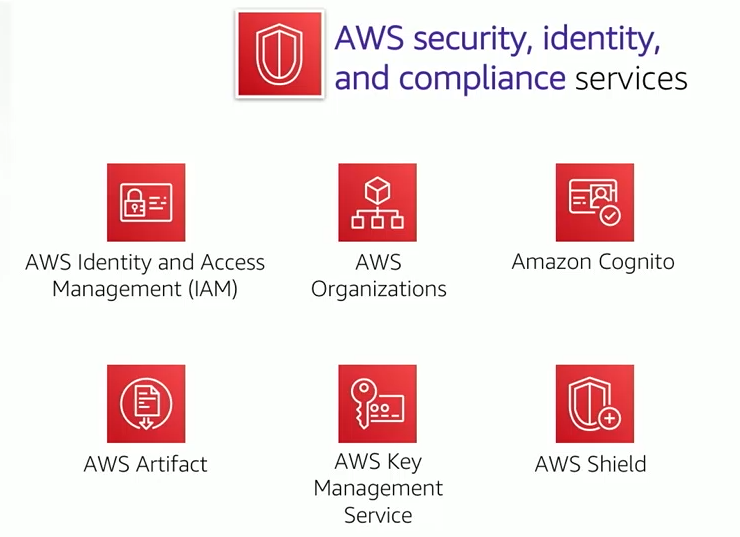 AWS security, identity,
and compliance services
AWS Identity and Access
Management (IAM)
AWS
Organizations
Amazon Cognito
AWS Artifact
AWS Key
Management
Service
AWS Shield